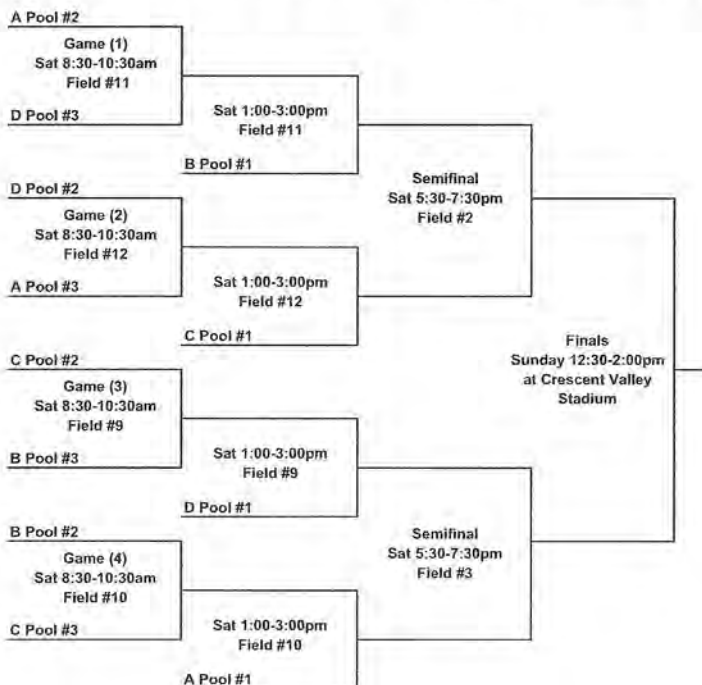 A Pool #2
Game (1)
Sat 8:30-10:30am
Field #11
D Pool #3
Sat 1:00-3:00pm
Field #11
B Pool #1
D Pool #2
Game (2)
Sat 8:30-10:30am
Field #12
A Pool #3
Sat 1:00-3:00pm
Field #12
C Pool #1
Semifinal
Sat 5:30-7:30pm
Field #2
C Pool #2
Game (3)
Sat 8:30-10:30am
Field #9
B Pool #3
Sat 1:00-3:00pm
Field #9
D Pool #1
B Pool #2
Game (4)
Sat 8:30-10:30am
Field #10
C Pool #3
Sat 1:00-3:00pm
Field #10
A Pool #1
Semifinal
Sat 5:30-7:30pm
Field #3
Finals
Sunday 12:30-2:00pm
at Crescent Valley
Stadium